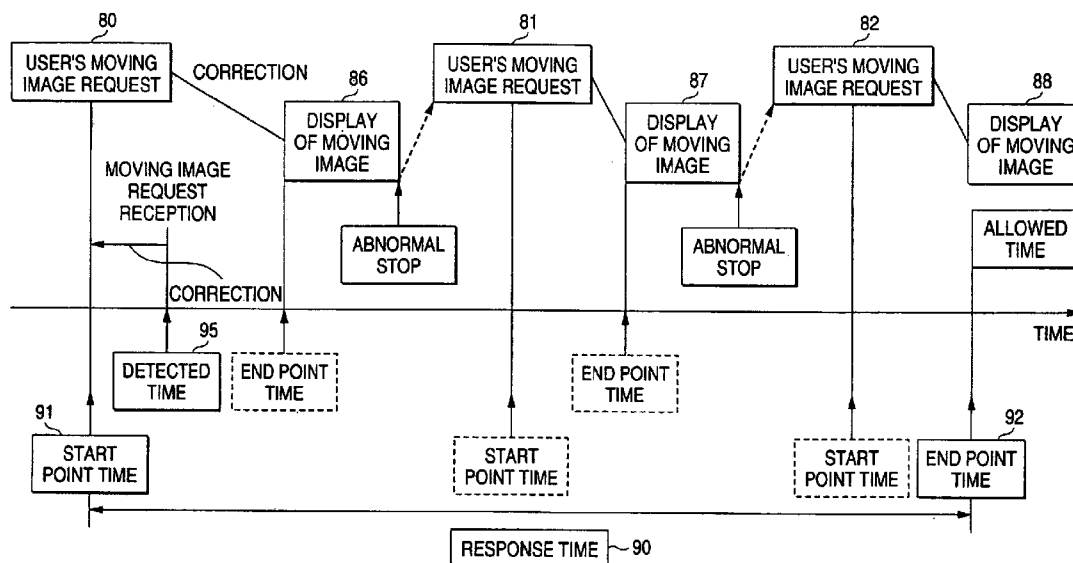 80
USER'S MOVING
IMAGE REQUEST
CORRECTION
86
DISPLAY
OF MOVING
IMAGE
81
USER'S MOVING
IMAGE REQUEST
87
DISPLAY
OF MOVING
IMAGE
82
USER'S MOVING
IMAGE REQUEST
88
DISPLAY
OF MOVING
IMAGE
MOVING IMAGE
REQUEST
RECEPTION
ABNORMAL
STOP
ABNORMAL
STOP
ALLOWED
TIME
CORRECTION
TIME
95
DETECTED
TIME
END POINT
TIME
END POINT
TIME
91
START
POINT TIME
START
POINT TIME
START
POINT TIME
92
END POINT
TIME
RESPONSE TIME
90